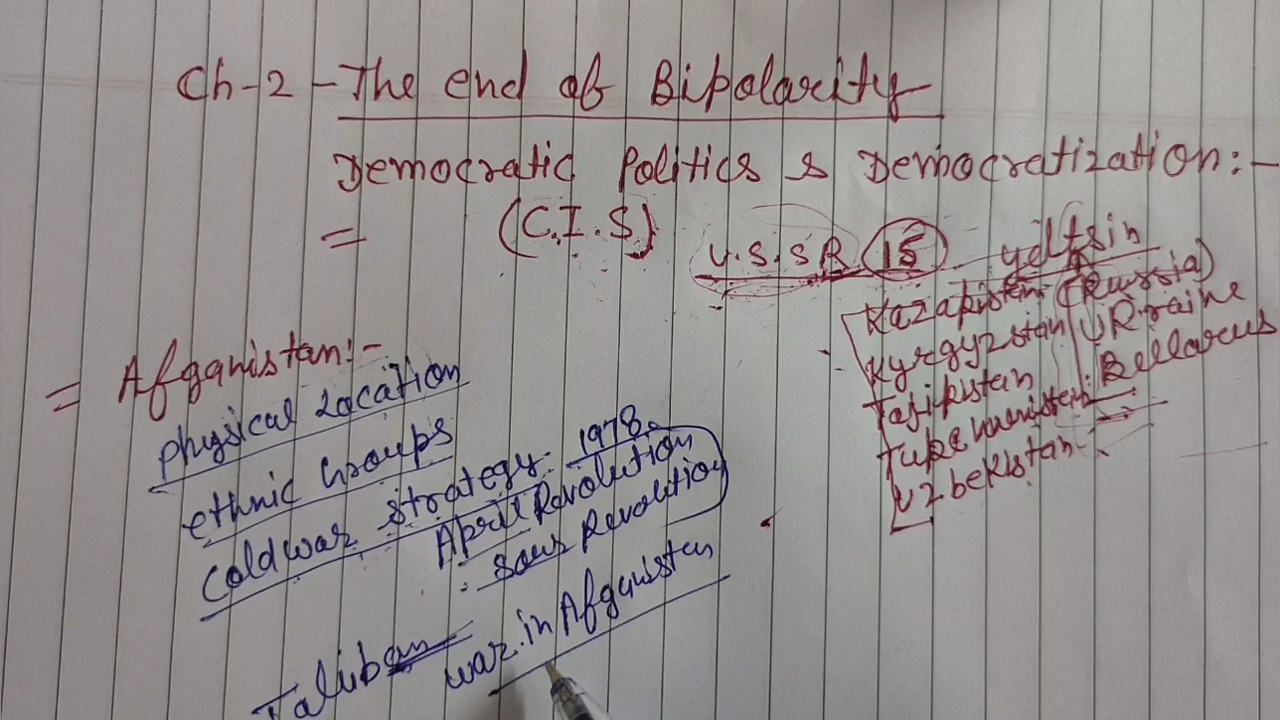 Ch-2-The end of Bipolarity
Democratic Politics & Democratization:-
= (C.I.S)
U.S.S.R 15 yeltsin
Kazakistan (Russia)
Kyrgyzstan UKraine
Tajikistan Bellarus
Uzbekistan
= Afganistan:-
Physical Location
ethnic Groups
Coldwar Strategy 1978
April Revolution
Saur Revolution
war in Afganistan
Taliban